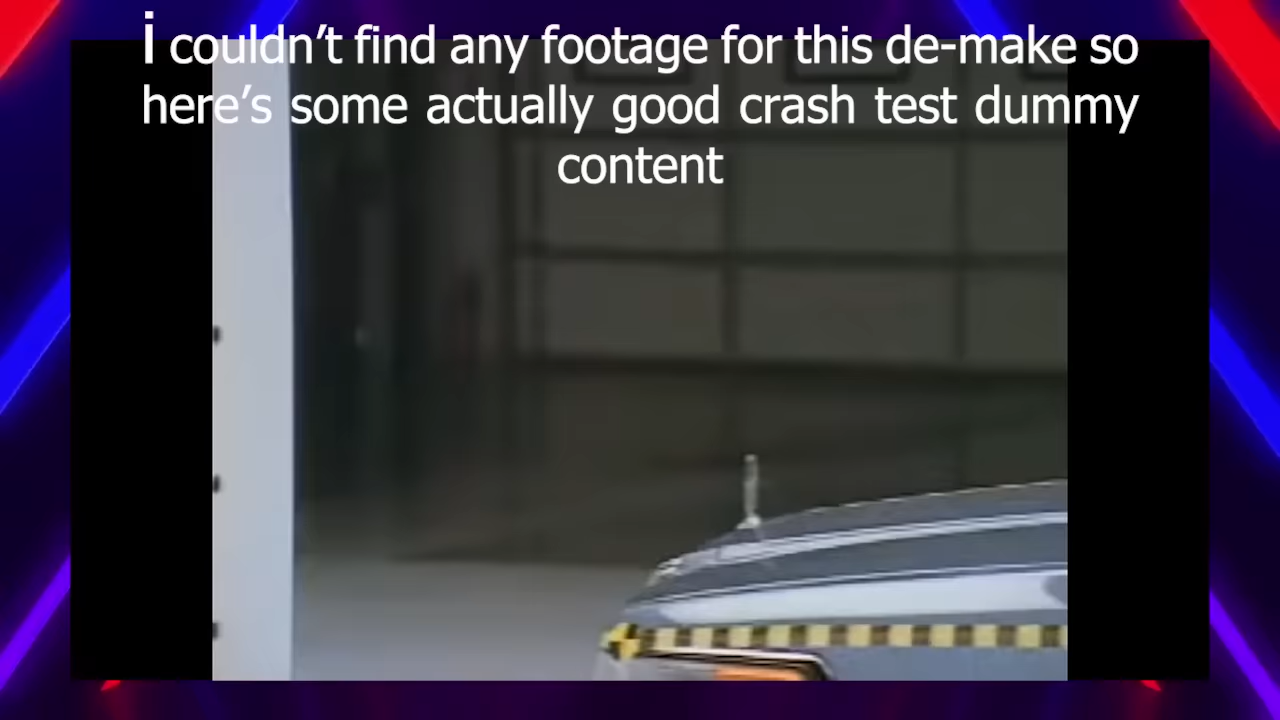 i couldn’t find any footage for this de-make so
here’s some actually good crash test dummy
content